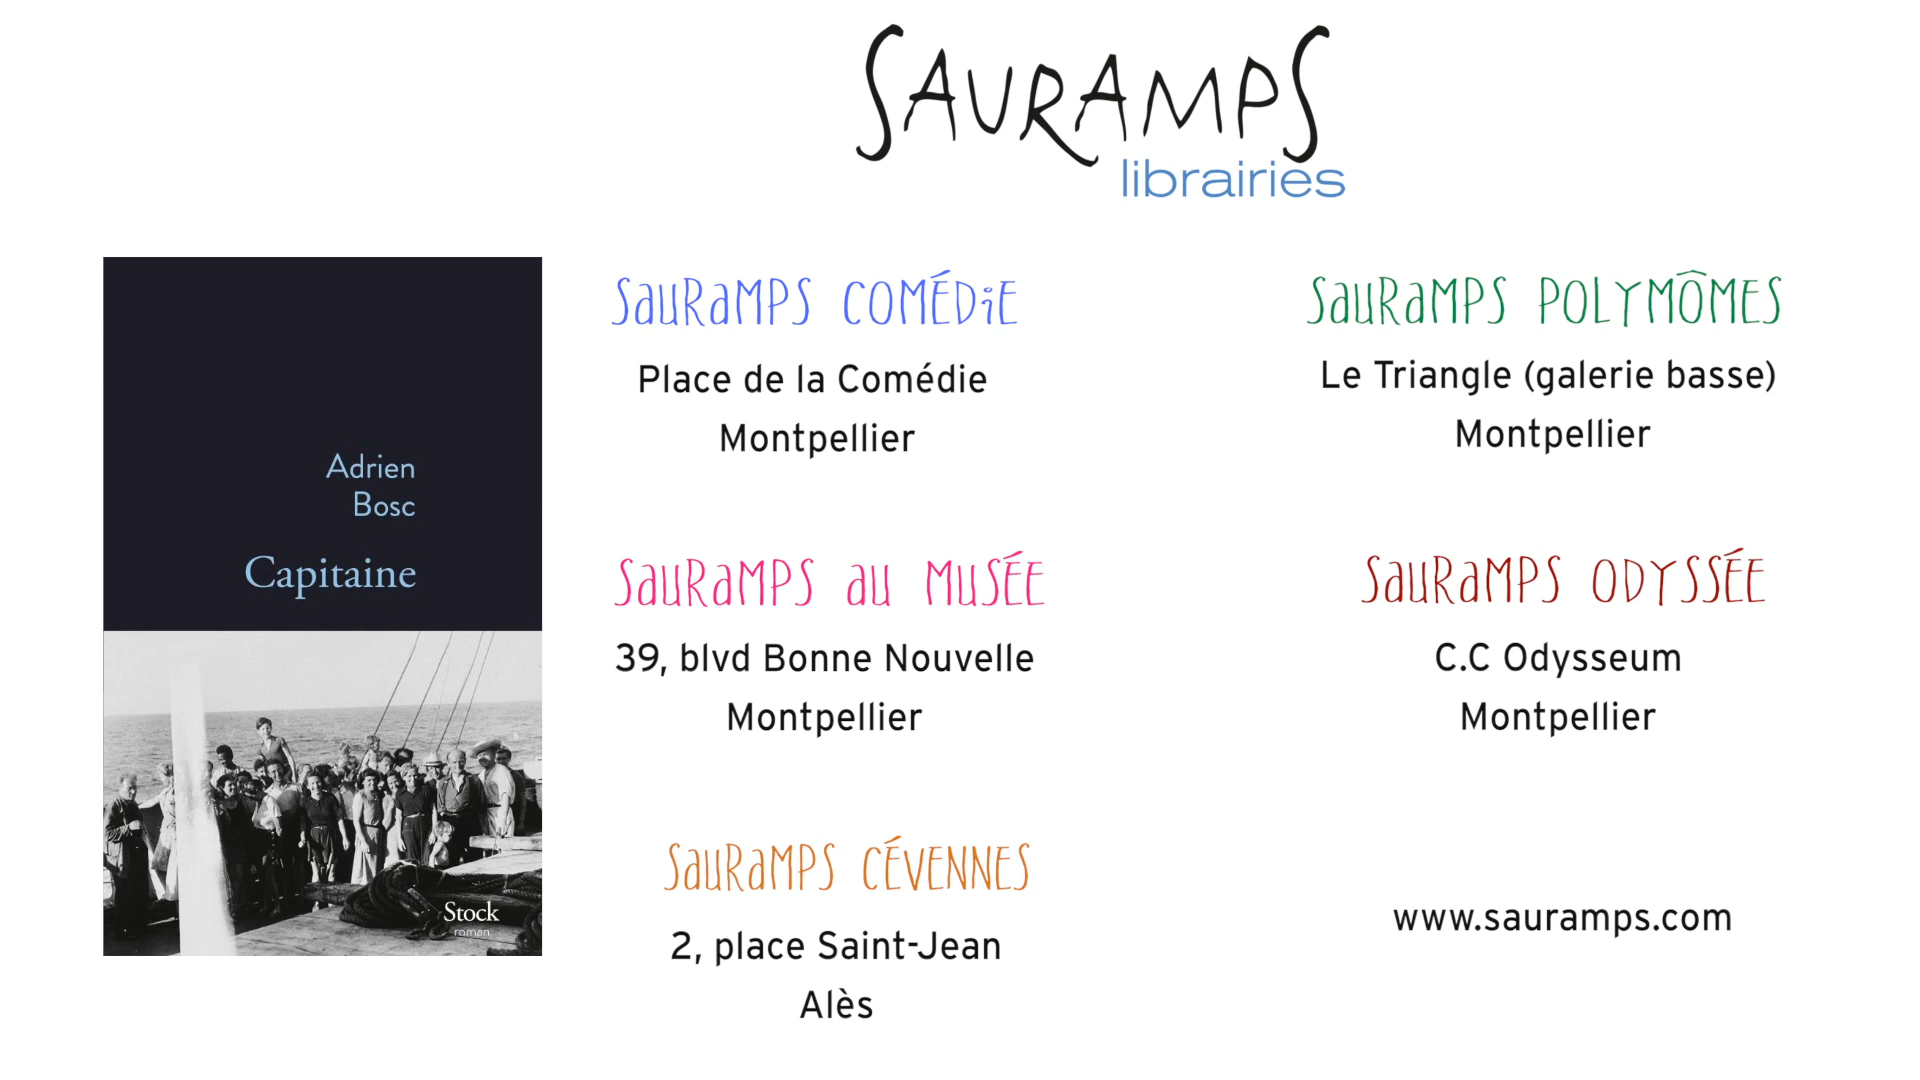 SAURAMPS
librairies
Adrien
Bosc
Capitaine
Stock
roman
SAURAMPS COMÉDIE
Place de la Comédie
Montpellier
SAURAMPS POLYMÔMES
Le Triangle (galerie basse)
Montpellier
SAURAMPS AU MUSÉE
39, blvd Bonne Nouvelle
Montpellier
SAURAMPS ODYSSÉE
C.C Odysseum
Montpellier
SAURAMPS CÉVENNES
2, place Saint-Jean
Alès
www.sauramps.com